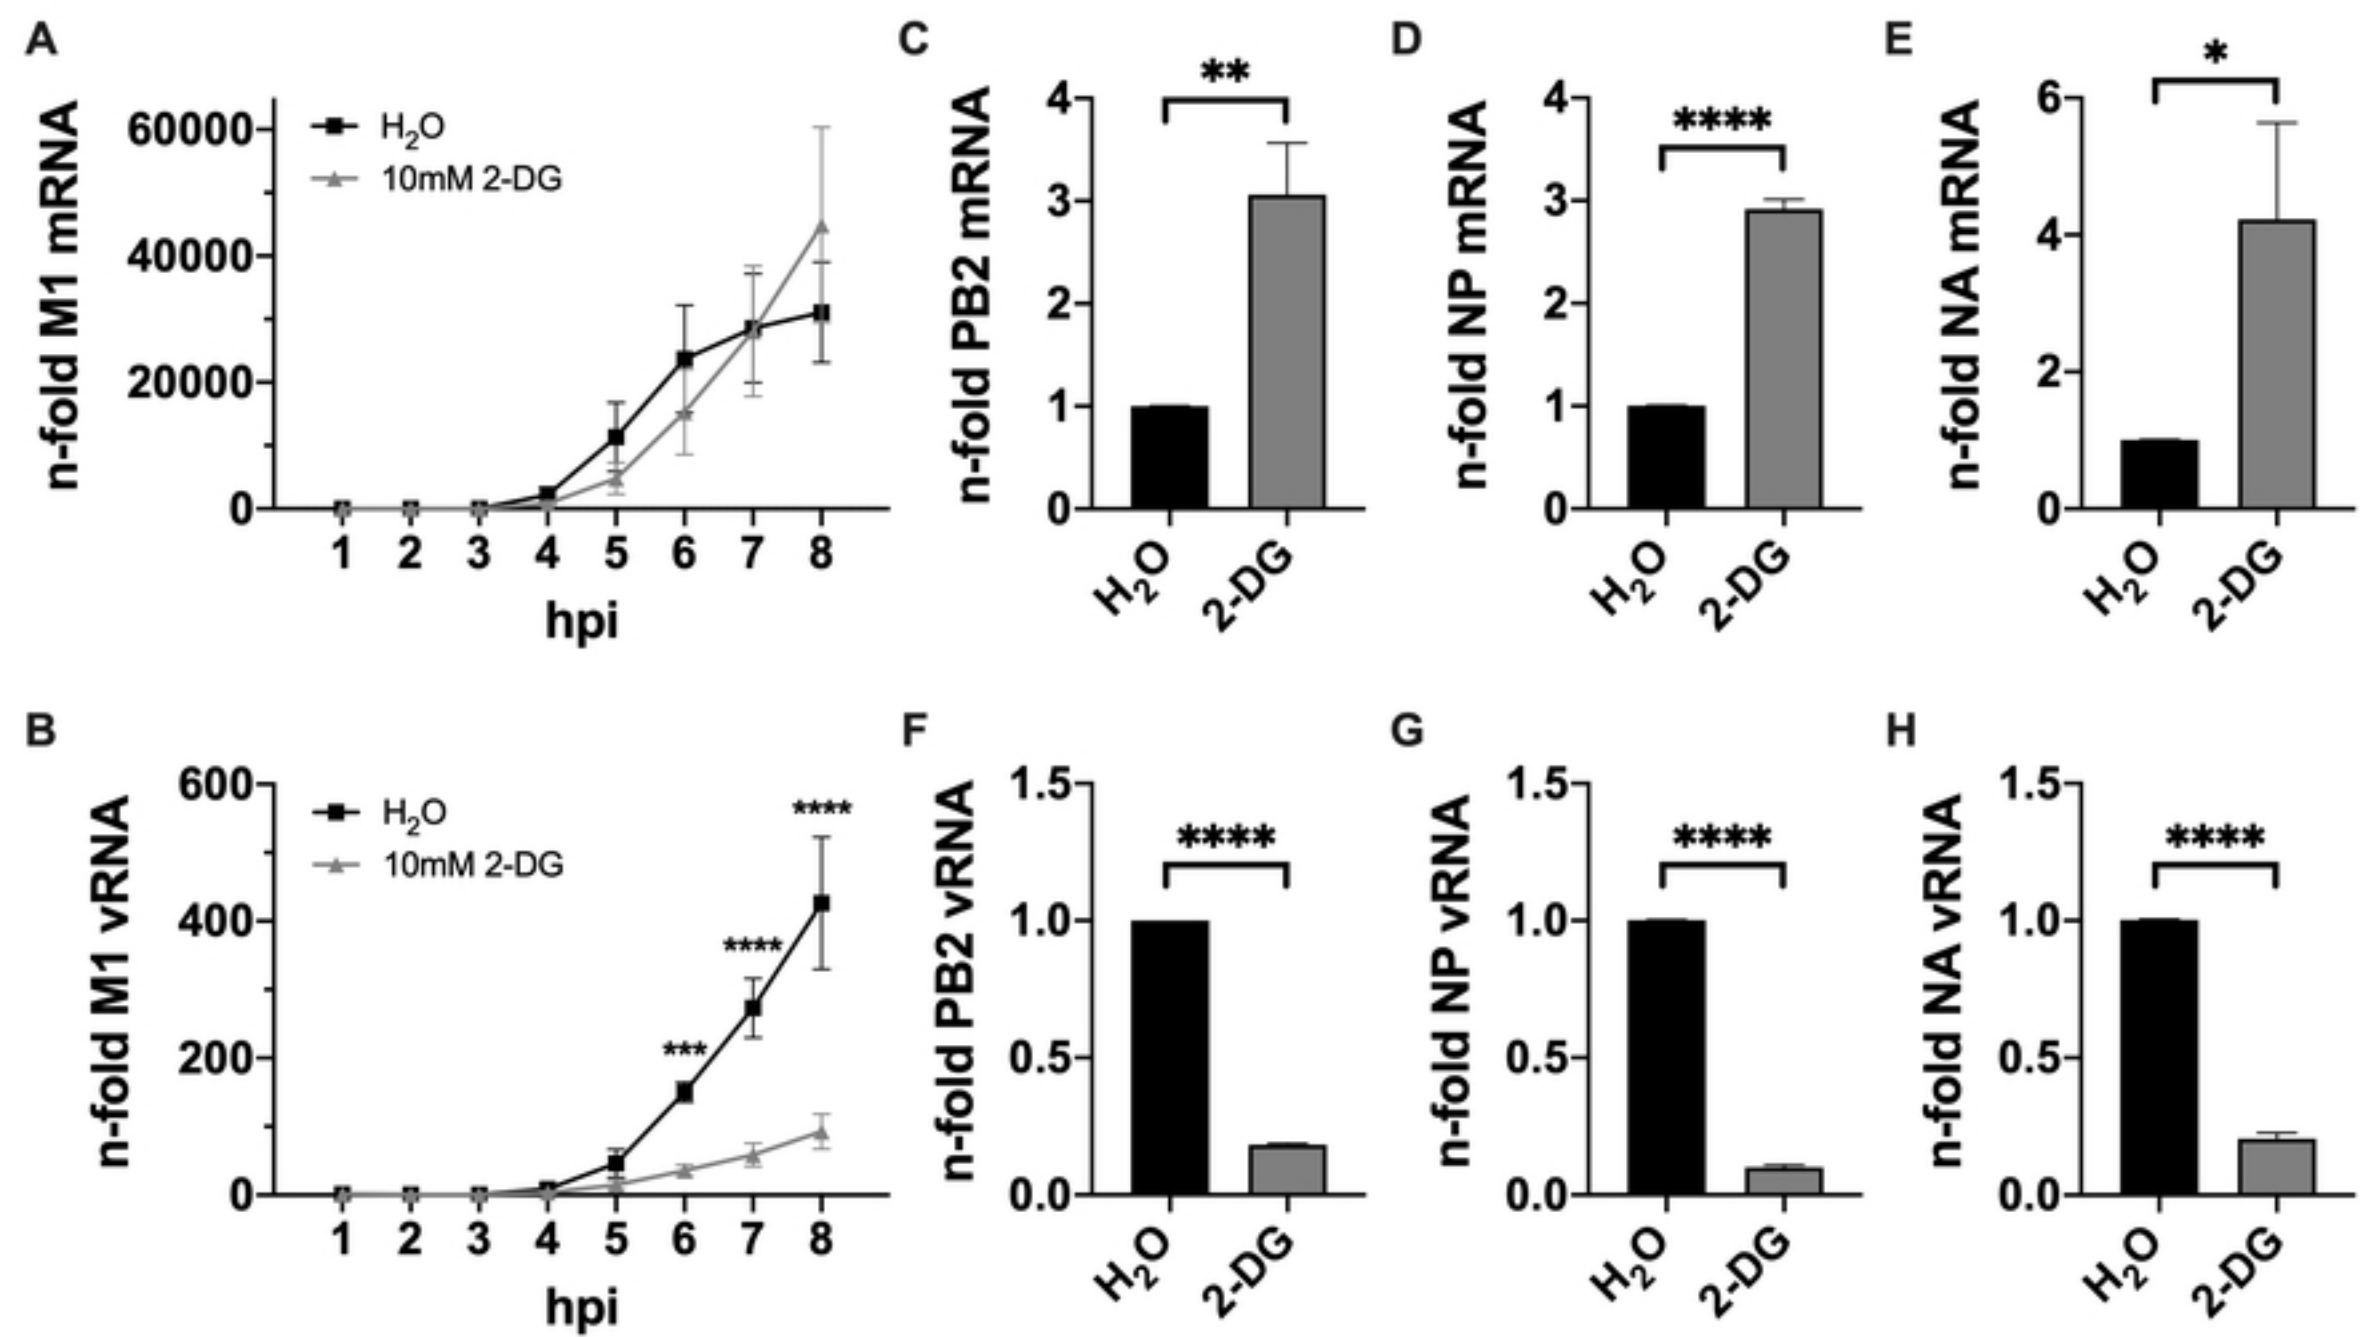 A
n-fold M1 mRNA
60000
40000
20000
0
H₂O
10mM 2-DG
1 2 3 4 5 6 7 8
hpi
C
n-fold PB2 mRNA
4
3
2
1
0
**
H₂O
2-DG
D
n-fold NP mRNA
4
3
2
1
0
****
H₂O
2-DG
E
n-fold NA mRNA
6
4
2
0
*
H₂O
2-DG
B
n-fold M1 vRNA
600
400
200
0
H₂O
10mM 2-DG
***
****
****
1 2 3 4 5 6 7 8
hpi
F
n-fold PB2 vRNA
1.5
1.0
0.5
0.0
****
H₂O
2-DG
G
n-fold NP vRNA
1.5
1.0
0.5
0.0
****
H₂O
2-DG
H
n-fold NA vRNA
1.5
1.0
0.5
0.0
****
H₂O
2-DG